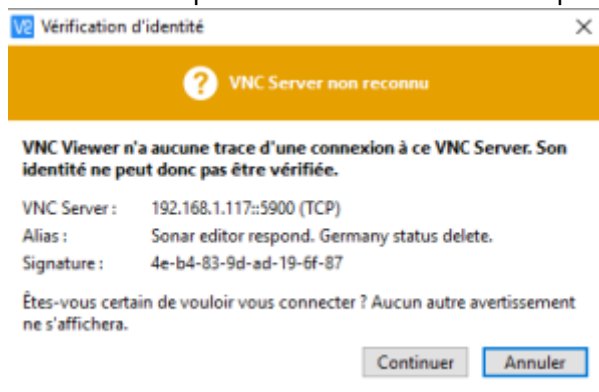 Vérification d'identité
VNC Server non reconnu
VNC Viewer n'a aucune trace d'une connexion à ce VNC Server. Son
identité ne peut donc pas être vérifiée.
VNC Server : 192.168.1.117::5900 (TCP)
Alias : Sonar editor respond. Germany status delete.
Signature : 4e-b4-83-9d-ad-19-6f-87
Êtes-vous certain de vouloir vous connecter ? Aucun autre avertissement
ne s'affichera.
Continuer Annuler